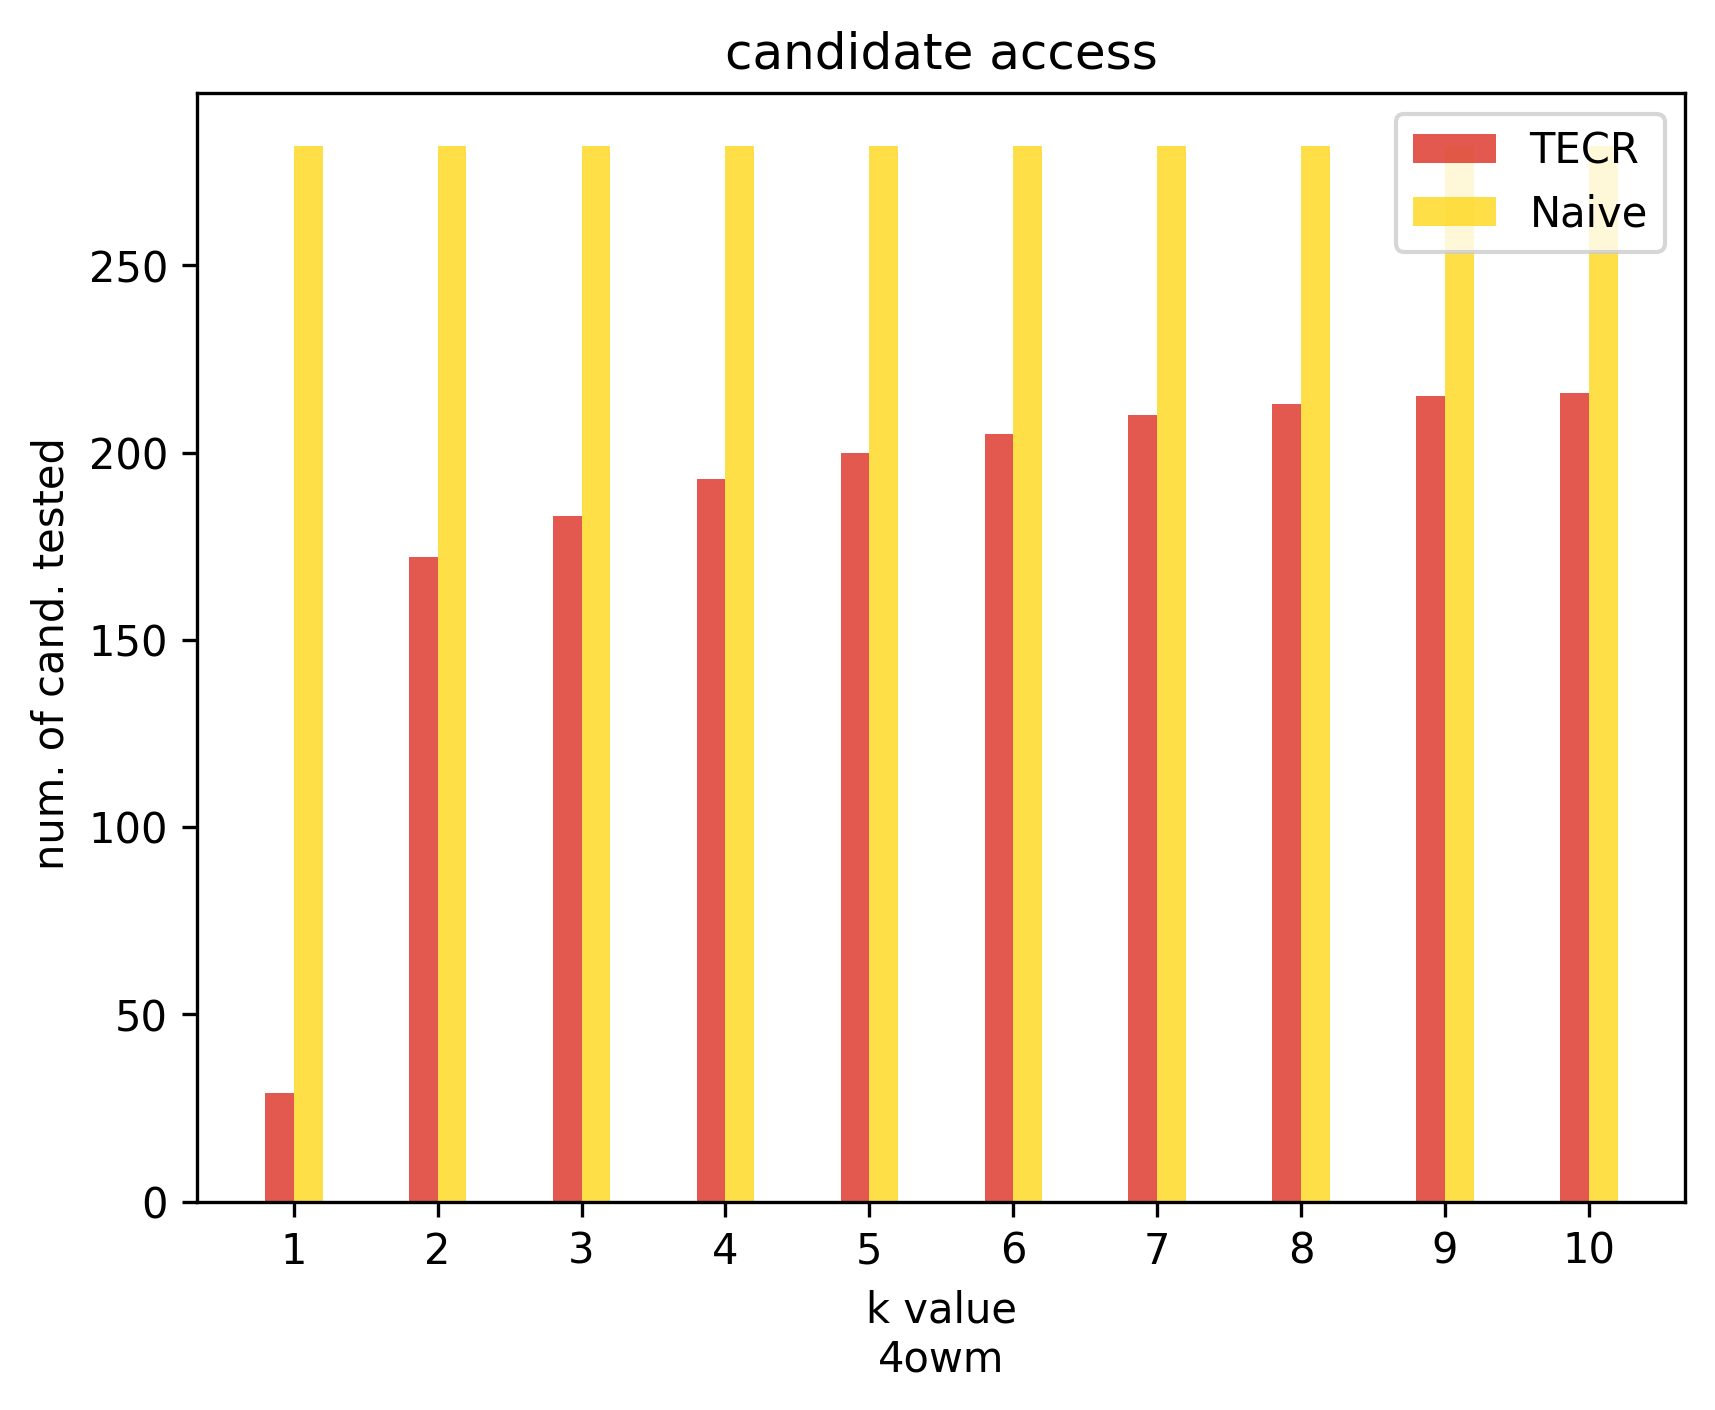 candidate access
TECR
Naive
num. of cand. tested
250
200
150
100
50
0
1 2 3 4 5 6 7 8 9 10
k value
4owm